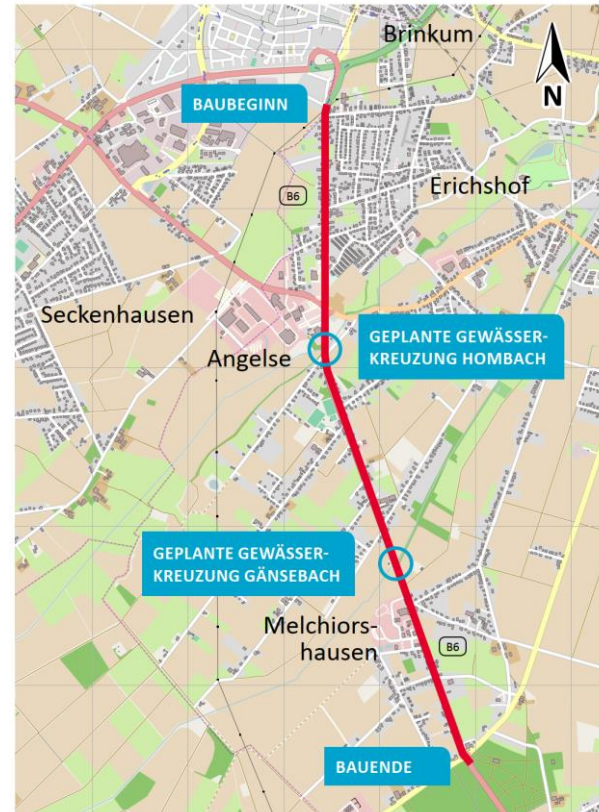 Brinkum
N
BAUBEGINN
B6
Erichshof
Seckenhausen
Angelse
GEPLANTE GEWÄSSER-
KREUZUNG HOMBACH
GEPLANTE GEWÄSSER-
KREUZUNG GÄNSEBACH
Melchiors-
hausen
B6
BAUENDE